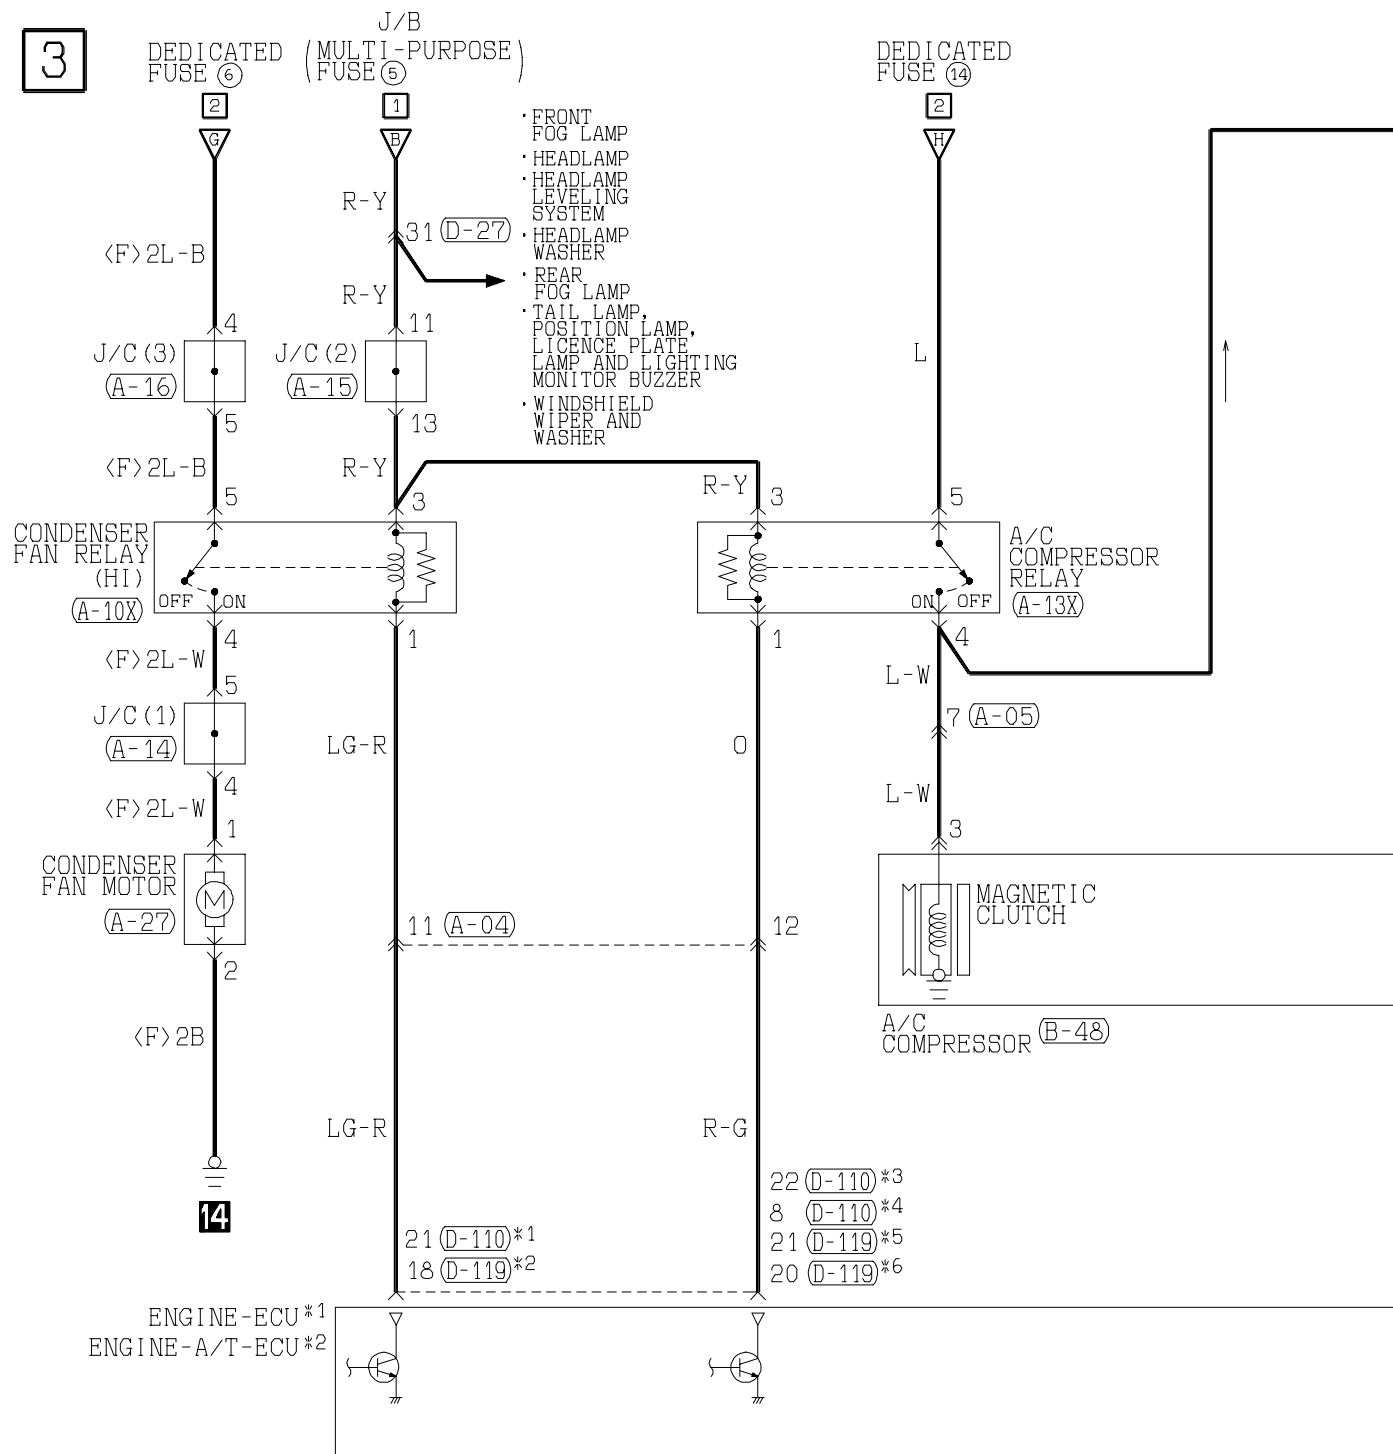 3
DEDICATED
FUSE ⑥
2
G
J/B
(MULTI-PURPOSE)
(FUSE ⑤)
1
B
DEDICATED
FUSE ⑭
2
H
· FRONT
FOG LAMP
· HEADLAMP
· HEADLAMP
LEVELING
SYSTEM
· HEADLAMP
WASHER
· REAR
FOG LAMP
· TAIL LAMP,
POSITION LAMP,
LICENCE PLATE
LAMP AND LIGHTING
MONITOR BUZZER
· WINDSHIELD
WIPER AND
WASHER
R-Y
31 (D-27)
<F>2L-B
R-Y
4
11
J/C(3)
(A-16)
J/C(2)
(A-15)
L
5
13
<F>2L-B
R-Y
R-Y
5
3
3
5
CONDENSER
FAN RELAY
(HI)
(A-10X)
OFF
ON
A/C
COMPRESSOR
RELAY
(A-13X)
ON
OFF
4
1
1
4
<F>2L-W
L-W
5
7 (A-05)
J/C(1)
(A-14)
LG-R
O
4
<F>2L-W
L-W
1
3
CONDENSER
FAN MOTOR
(A-27)
M
MAGNETIC
CLUTCH
11 (A-04)
12
2
<F>2B
A/C
COMPRESSOR
(B-48)
LG-R
R-G
14
22 (D-110)*3
8 (D-110)*4
21 (D-119)*5
20 (D-119)*6
21 (D-110)*1
18 (D-119)*2
ENGINE-ECU*1
ENGINE-A/T-ECU*2